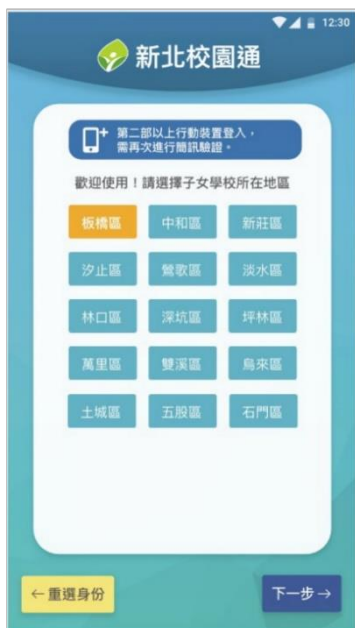 12:30
新北校園通
第二部以上行動裝置登入，
需再次進行簡訊驗證。
歡迎使用！請選擇子女學校所在地區
板橋區 中和區 新莊區
汐止區 鶯歌區 淡水區
林口區 深坑區 坪林區
萬里區 雙溪區 烏來區
土城區 五股區 石門區
←重選身份 下一步→